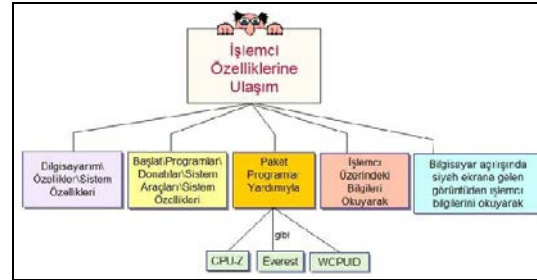 İşlemci
Özelliklerine
Ulaşım
Bilgisayarım\
Özellikler\Sistem
Özellikleri
Başlat\Programlar\
Donatılar\Sistem
Araçları\Sistem
Özellikleri
Paket
Programlar
Yardımıyla
İşlemci
Üzerindeki
Bilgileri
Okuyarak
Bilgisayar açılışında
siyah ekrana gelen
görüntüden işlemci
bilgilerini okuyarak
gibi
CPU-Z
Everest
WCPUID